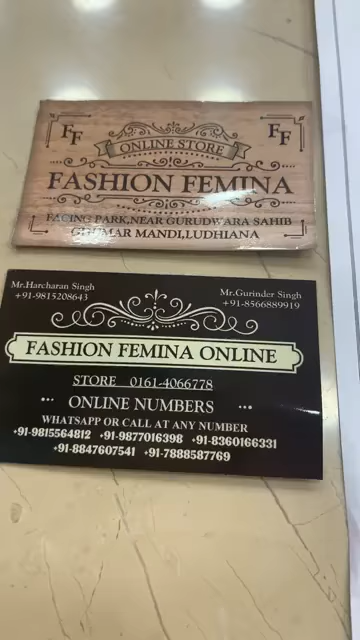 FF
FF
ONLINE STORE
FASHION FEMINA
FACING PARK,NEAR GURUDWARA SAHIB
GHUMAR MANDI,LUDHIANA
Mr.Harcharan Singh
+91-9815208643
Mr.Gurinder Singh
+91-8566889919
FASHION FEMINA ONLINE
STORE 0161-4066778
ONLINE NUMBERS
WHATSAPP OR CALL AT ANY NUMBER
+91-9815564812 +91-9877016398 +91-8360166331
+91-8847607541 +91-7888587769